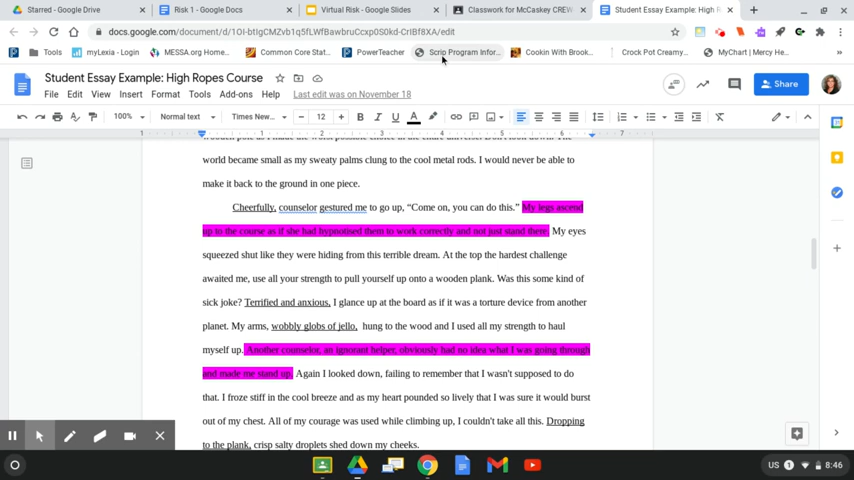 Starred - Google Drive
Risk 1 - Google Docs
Virtual Risk - Google Slides
Classwork for McCaskey CREW
Student Essay Example: High R
docs.google.com/document/d/1OI-btIgCMZvb1q5fLWfBawbruCcxp0S0kd-CrIBf8XA/edit
Tools
myLexia - Login
MESSA.org Home...
Common Core Stat...
PowerTeacher
Scrip Program Infor...
Cookin With Brook...
Crock Pot Creamy...
MyChart | Mercy He...
Student Essay Example: High Ropes Course
File Edit View Insert Format Tools Add-ons Help Last edit was on November 18
Share
100% Normal text Times New... 12 B I U A
1 1 2 3 4 5 6 7
world became small as my sweaty palms clung to the cool metal rods. I would never be able to
make it back to the ground in one piece.
Cheerfully, counselor gestured me to go up, “Come on, you can do this.” My legs ascend
up to the course as if she had hypnotised them to work correctly and not just stand there. My eyes
squeezed shut like they were hiding from this terrible dream. At the top the hardest challenge
awaited me, use all your strength to pull yourself up onto a wooden plank. Was this some kind of
sick joke? Terrified and anxious, I glance up at the board as if it was a torture device from another
planet. My arms, wobbly globs of jello, hung to the wood and I used all my strength to haul
myself up. Another counselor, an ignorant helper, obviously had no idea what I was going through
and made me stand up. Again I looked down, failing to remember that I wasn't supposed to do
that. I froze stiff in the cool breeze and as my heart pounded so lively that I was sure it would burst
out of my chest. All of my courage was used while climbing up, I couldn't take all this. Dropping
to the plank, crisp salty droplets shed down my cheeks.
US 1 8:46